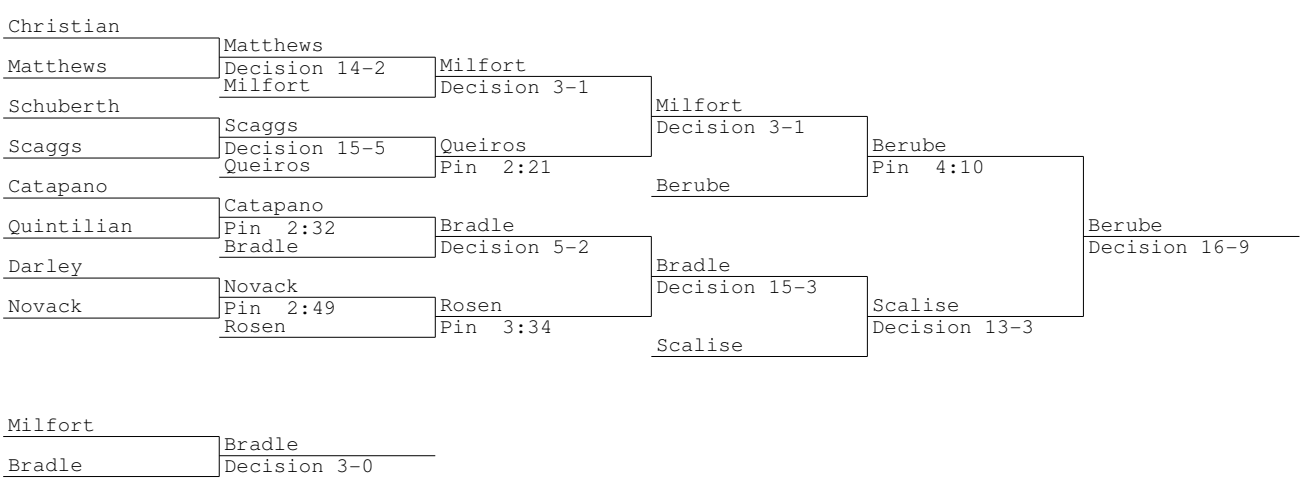 Christian
Matthews
Matthews
Decision 14-2
Milfort
Milfort
Decision 3-1
Schuberth
Scaggs
Scaggs
Decision 15-5
Queiros
Queiros
Pin 2:21
Milfort
Decision 3-1
Berube
Berube
Pin 4:10
Catapano
Quintilian
Catapano
Pin 2:32
Bradle
Bradle
Decision 5-2
Darley
Novack
Novack
Pin 2:49
Rosen
Rosen
Pin 3:34
Bradle
Decision 15-3
Scalise
Scalise
Decision 13-3
Berube
Decision 16-9
Milfort
Bradle
Bradle
Decision 3-0